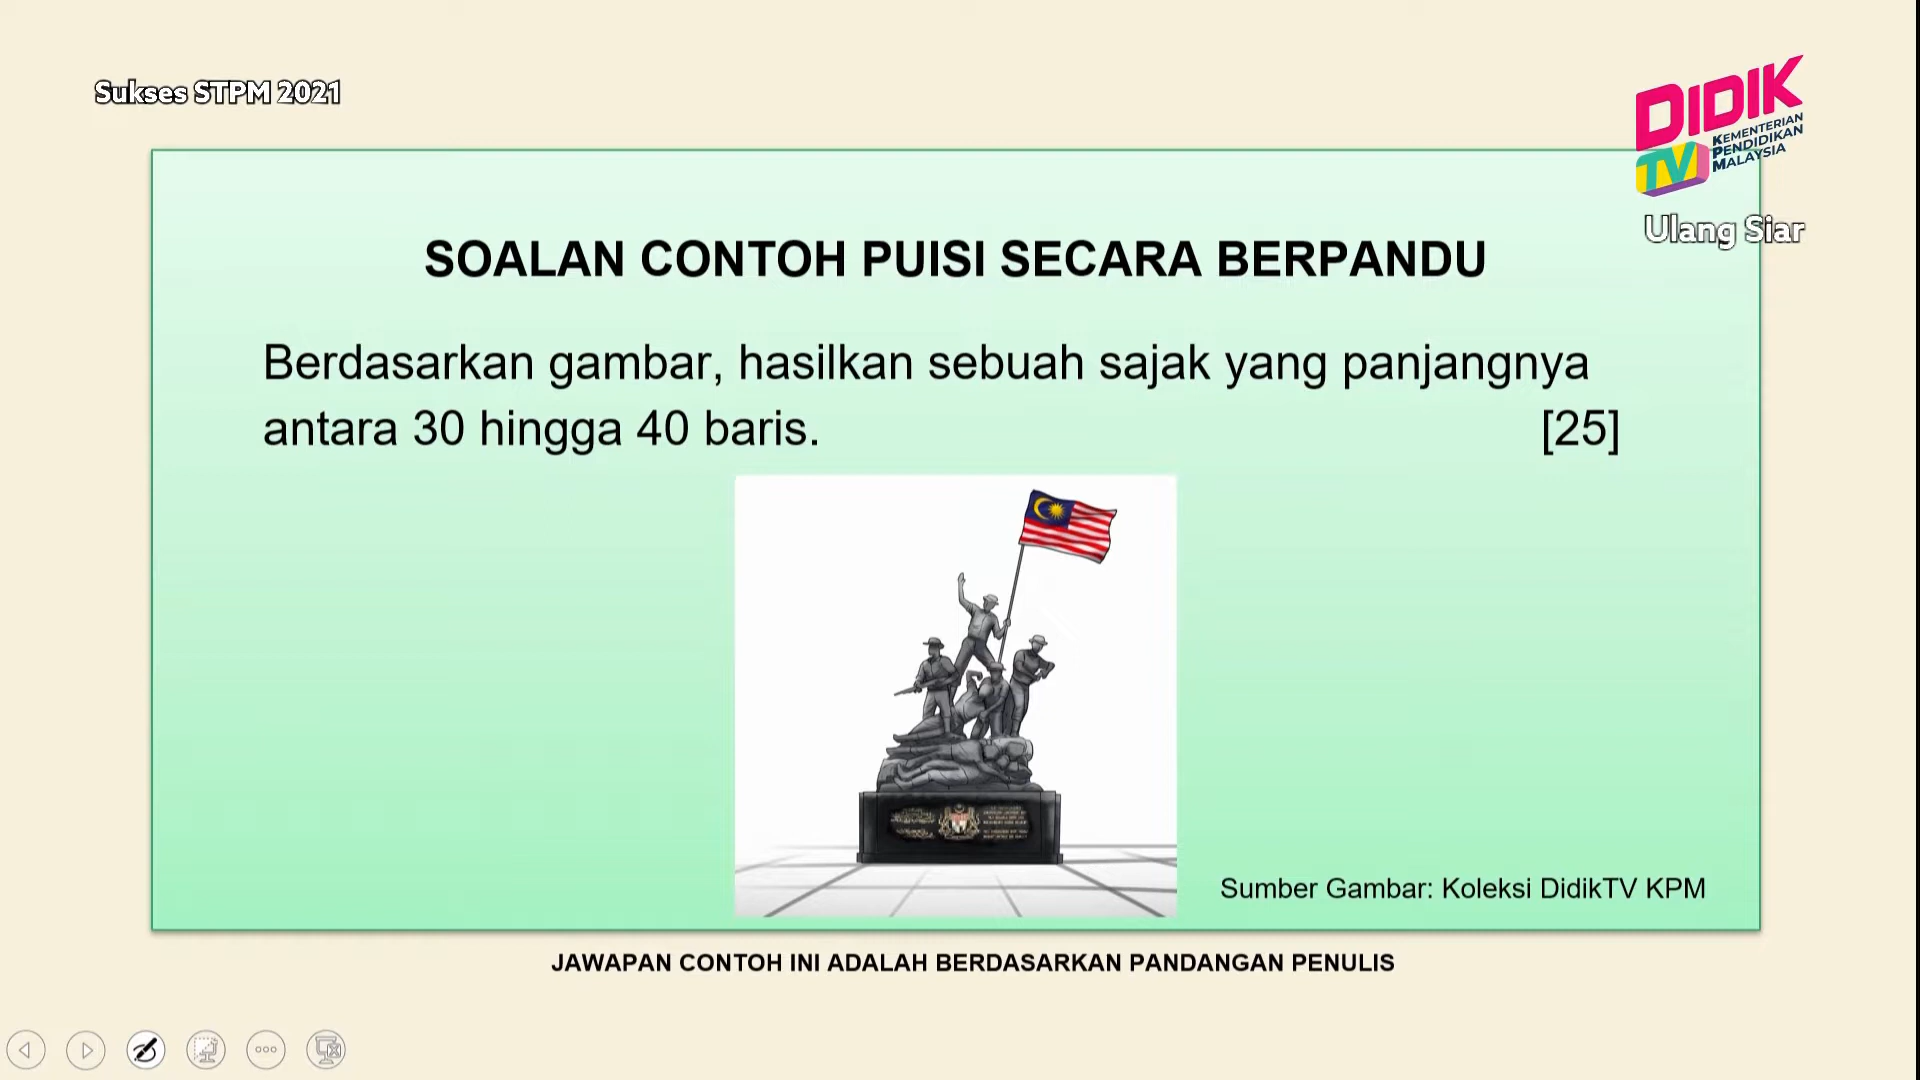 Sukses STPM 2021
DIDIK
TV
KEMENTERIAN
PENDIDIKAN
MALAYSIA
Ulang Siar
SOALAN CONTOH PUISI SECARA BERPANDU
Berdasarkan gambar, hasilkan sebuah sajak yang panjangnya
antara 30 hingga 40 baris. [25]
Sumber Gambar: Koleksi DidikTV KPM
JAWAPAN CONTOH INI ADALAH BERDASARKAN PANDANGAN PENULIS